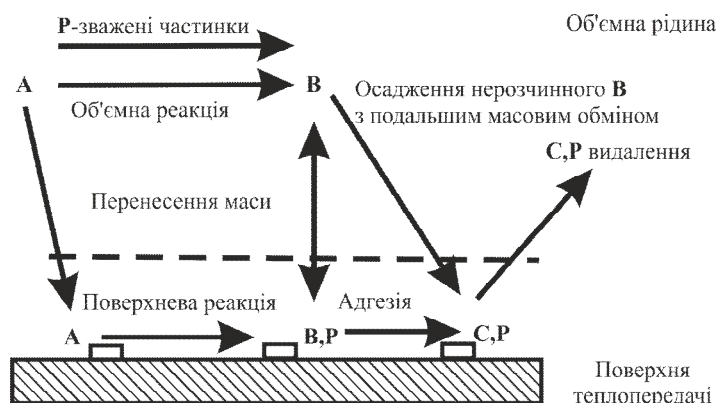 P-зважені частинки
Об'ємна рідина
A
B
Об'ємна реакція
Осадження нерозчинного B
з подальшим масовим обміном
C,P видалення
Перенесення маси
Поверхнева реакція
Адгезія
A
B,P
C,P
Поверхня
теплопередачі